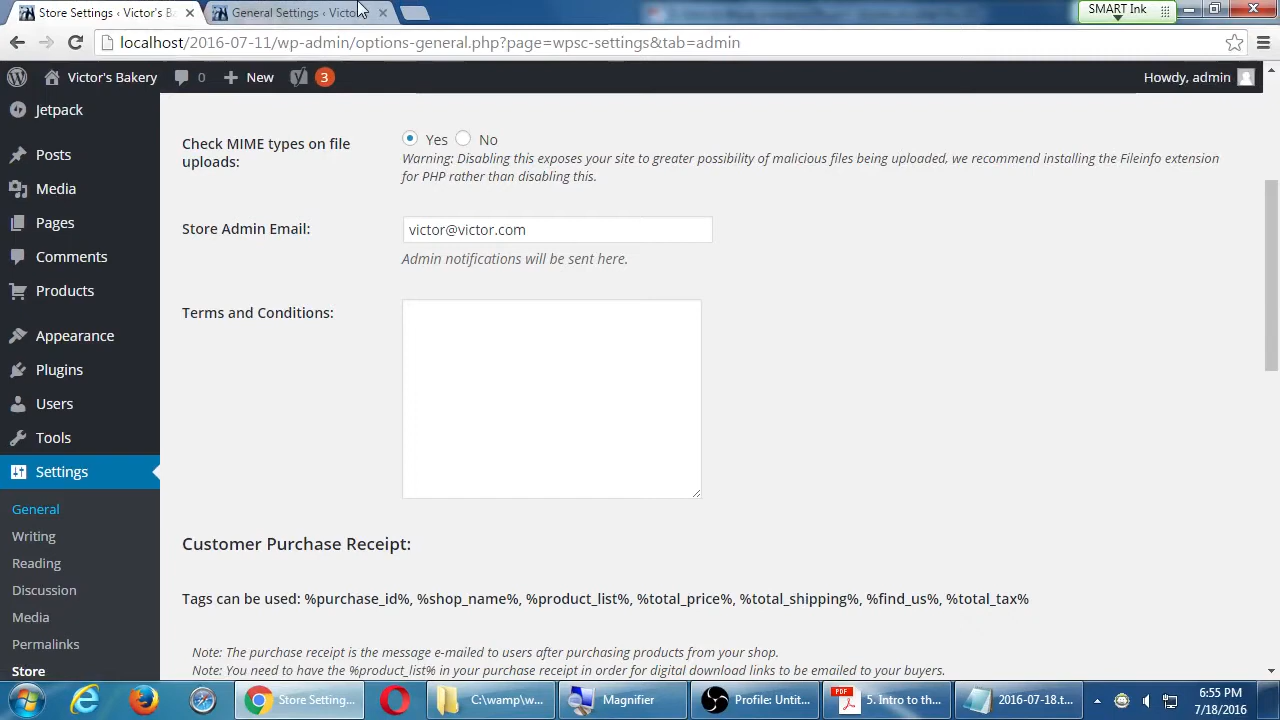 Store Settings ‹ Victor's B
General Settings ‹ Victo
SMART Ink
localhost/2016-07-11/wp-admin/options-general.php?page=wpsc-settings&tab=admin
Victor's Bakery
0
New
3
Howdy, admin
Jetpack
Posts
Media
Pages
Comments
Products
Appearance
Plugins
Users
Tools
Settings
General
Writing
Reading
Discussion
Media
Permalinks
Store
Check MIME types on file
uploads:
Yes
No
Warning: Disabling this exposes your site to greater possibility of malicious files being uploaded, we recommend installing the Fileinfo extension
for PHP rather than disabling this.
Store Admin Email:
victor@victor.com
Admin notifications will be sent here.
Terms and Conditions:
Customer Purchase Receipt:
Tags can be used: %purchase_id%, %shop_name%, %product_list%, %total_price%, %total_shipping%, %find_us%, %total_tax%
Note: The purchase receipt is the message e-mailed to users after purchasing products from your shop.
Note: You need to have the %product_list% in your purchase receipt in order for digital download links to be emailed to your buyers.
Store Setting...
C:\wamp\w...
Magnifier
Profile: Untit...
PDF
5. Intro to th...
2016-07-18.t...
6:55 PM
7/18/2016